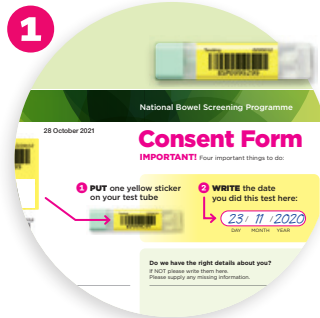 1
BSP0999299
National Bowel Screening Programme
28 October 2021
Consent Form
IMPORTANT! Four important things to do:
1 PUT one yellow sticker
on your test tube
2 WRITE the date
you did this test here:
23 / 11 / 2020
DAY MONTH YEAR
Do we have the right details about you?
If NOT please write them here.
Please supply any missing information.